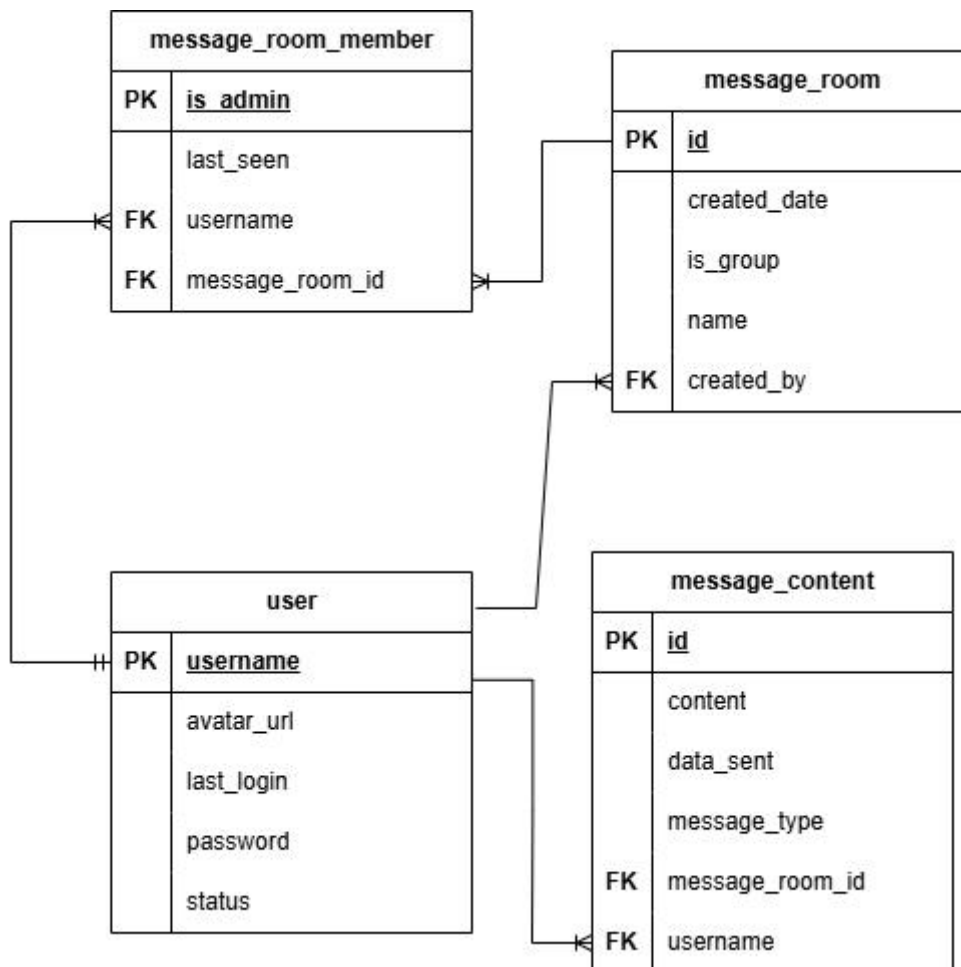 message_room_member
PK is_admin
last_seen
FK username
FK message_room_id
message_room
PK id
created_date
is_group
name
FK created_by
user
PK username
avatar_url
last_login
password
status
message_content
PK id
content
data_sent
message_type
FK message_room_id
FK username